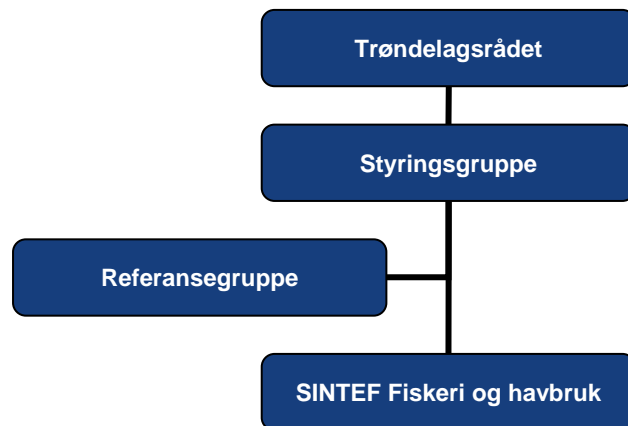 Trøndelagsrådet
Styringsgruppe
Referansegruppe
SINTEF Fiskeri og havbruk